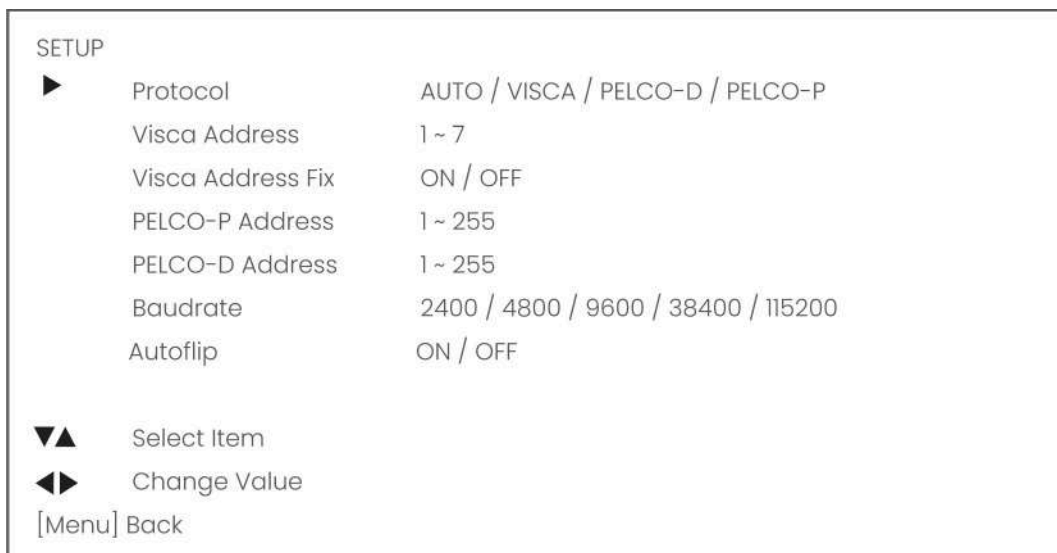 SETUP
▶ Protocol AUTO / VISCA / PELCO-D / PELCO-P
Visca Address 1 ~ 7
Visca Address Fix ON / OFF
PELCO-P Address 1 ~ 255
PELCO-D Address 1 ~ 255
Baudrate 2400 / 4800 / 9600 / 38400 / 115200
Autoflip ON / OFF
▼▲ Select Item
◀▶ Change Value
[Menu] Back